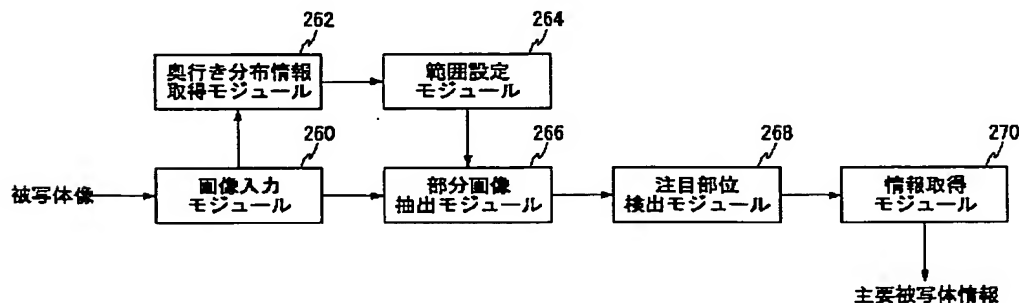 262
奥行き分布情報
取得モジュール
264
範囲設定
モジュール
被写体像
260
画像入力
モジュール
266
部分画像
抽出モジュール
268
注目部位
検出モジュール
270
情報取得
モジュール
主要被写体情報